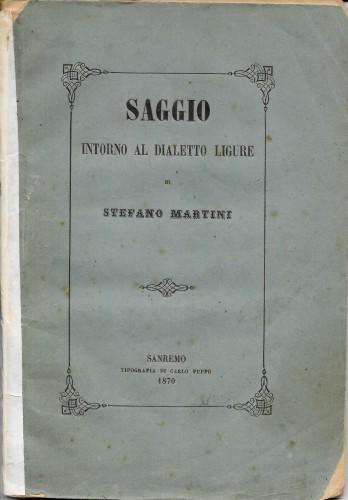 SAGGIO
INTORNO AL DIALETTO LIGURE
DI
STEFANO MARTINI
SANREMO
TIPOGRAFIA DI CARLO PUPPO
1870